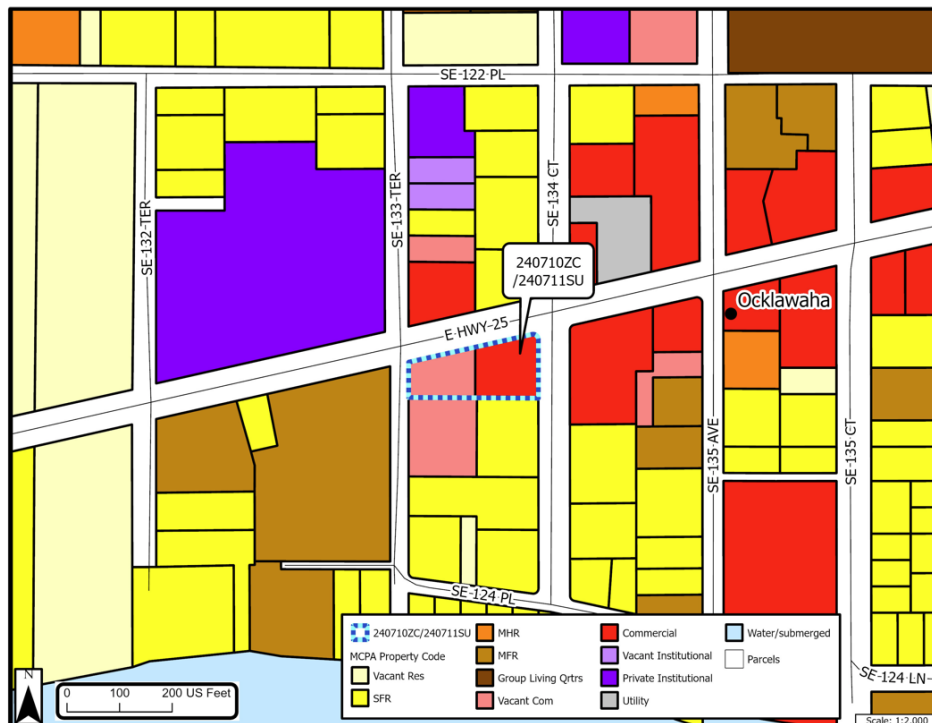 SE 122 PL
SE 132 TER
SE 133 TER
SE 134 CT
240710ZC
/240711SU
E HWY 25
Ocklawaha
SE 135 AVE
SE 135 CT
SE 124 PL
SE 124 LN
N
0 100 200 US Feet
240710ZC/240711SU
MCPA Property Code
Vacant Res
SFR
MHR
MFR
Group Living Qrtrs
Vacant Com
Commercial
Vacant Institutional
Private Institutional
Utility
Water/submerged
Parcels
Scale: 1:2,000